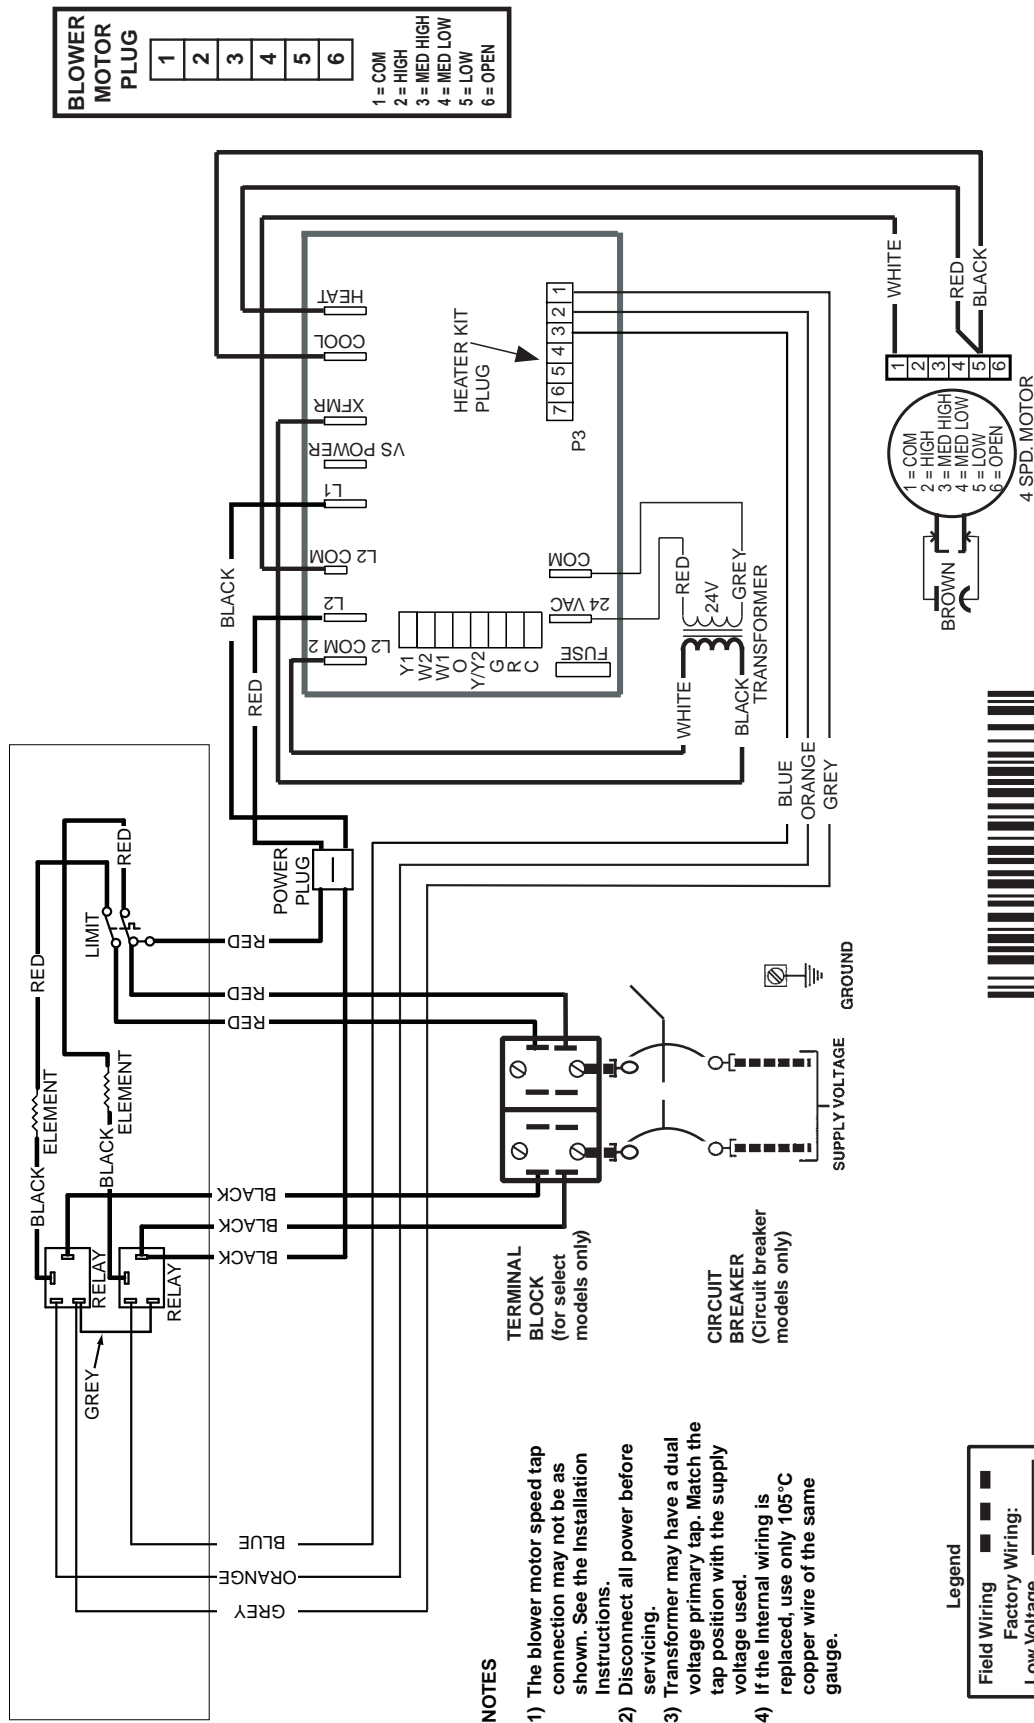 BLOWER
MOTOR
PLUG
1
2
3
4
5
6
1 = COM
2 = HIGH
3 = MED HIGH
4 = MED LOW
5 = LOW
6 = OPEN
RED
RED
LIMIT
ELEMENT
ELEMENT
BLACK
BLACK
RELAY
RELAY
GREY
RED
RED
RED
BLACK
BLACK
BLACK
BLUE
ORANGE
GREY
POWER
PLUG
BLACK
RED
HEAT
COOL
XFMR
VS POWER
L1
L2 COM
L2
L2 COM 2
Y1
W2
W1
O
Y/Y2
G
R
C
HEATER KIT
PLUG
7 6 5 4 3 2 1
P3
COM
24 VAC
FUSE
RED
24V
GREY
TRANSFORMER
WHITE
BLACK
BLUE
ORANGE
GREY
WHITE
RED
BLACK
1
2
3
4
5
6
1 = COM
2 = HIGH
3 = MED HIGH
4 = MED LOW
5 = LOW
6 = OPEN
4 SPD. MOTOR
BROWN
GROUND
SUPPLY VOLTAGE
TERMINAL
BLOCK
(for select
models only)
CIRCUIT
BREAKER
(Circuit breaker
models only)
NOTES
1) The blower motor speed tap
connection may not be as
shown. See the Installation
Instructions.
2) Disconnect all power before
servicing.
3) Transformer may have a dual
voltage primary tap. Match the
tap position with the supply
voltage used.
4) If the Internal wiring is
replaced, use only 105°C
copper wire of the same
gauge.
Legend
Field Wiring
Factory Wiring:
Low Voltage